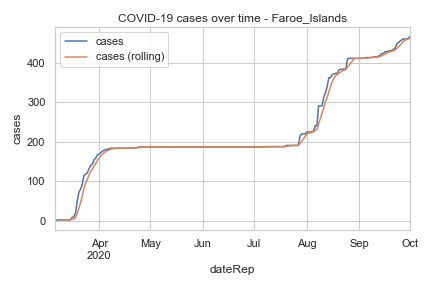 COVID-19 cases over time - Faroe_Islands
cases
cases (rolling)
cases
400
300
200
100
0
Apr
2020
May
Jun
Jul
Aug
Sep
Oct
dateRep